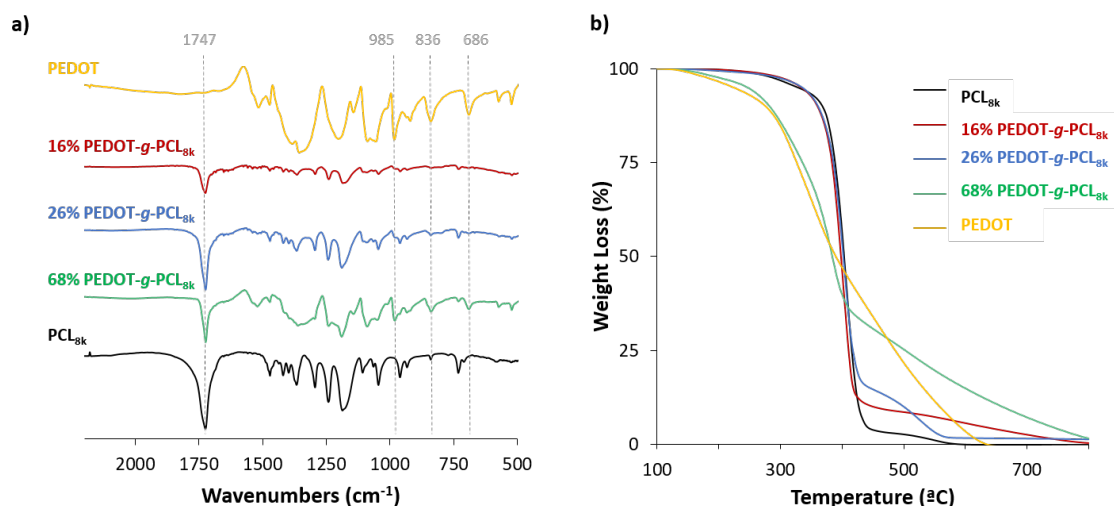 a)
1747
985
836
686
PEDOT
16% PEDOT-g-PCL8k
26% PEDOT-g-PCL8k
68% PEDOT-g-PCL8k
PCL8k
2000
1750
1500
1250
1000
750
500
Wavenumbers (cm-1)
b)
100
75
50
25
0
Weight Loss (%)
PCL8k
16% PEDOT-g-PCL8k
26% PEDOT-g-PCL8k
68% PEDOT-g-PCL8k
PEDOT
100
300
500
700
Temperature (ªC)